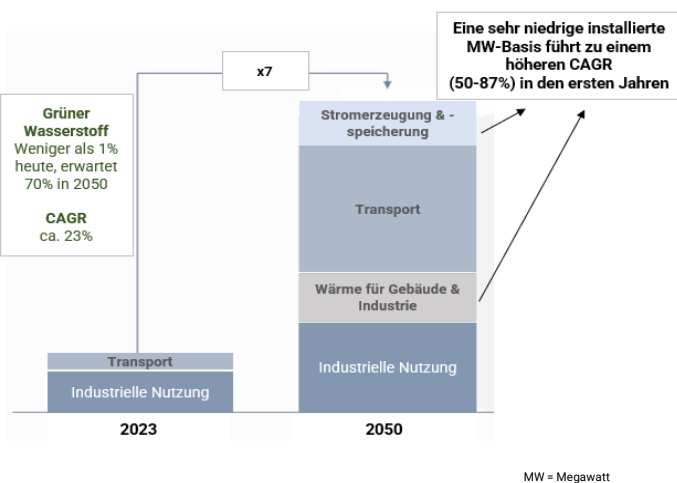 Eine sehr niedrige installierte
MW-Basis führt zu einem
höheren CAGR
(50-87%) in den ersten Jahren
x7
Grüner
Wasserstoff
Weniger als 1%
heute, erwartet
70% in 2050
CAGR
ca. 23%
Stromerzeugung & -
speicherung
Transport
Wärme für Gebäude &
Industrie
Industrielle Nutzung
Transport
Industrielle Nutzung
2023
2050
MW = Megawatt